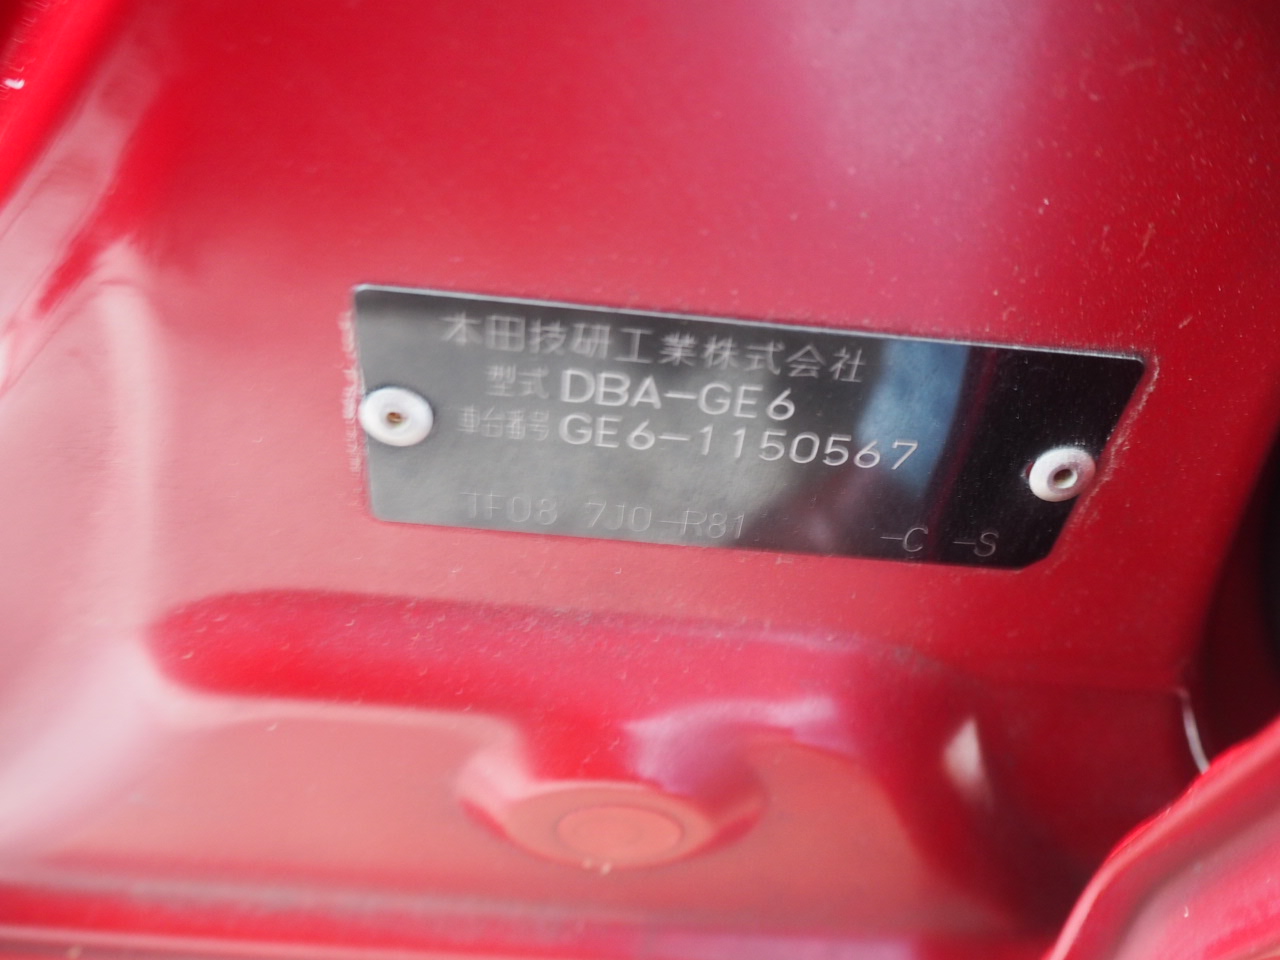 本田技研工業株式会社
型式 DBA-GE6
車台番号 GE6-1150567
TF08 7J0-R81 -C -S